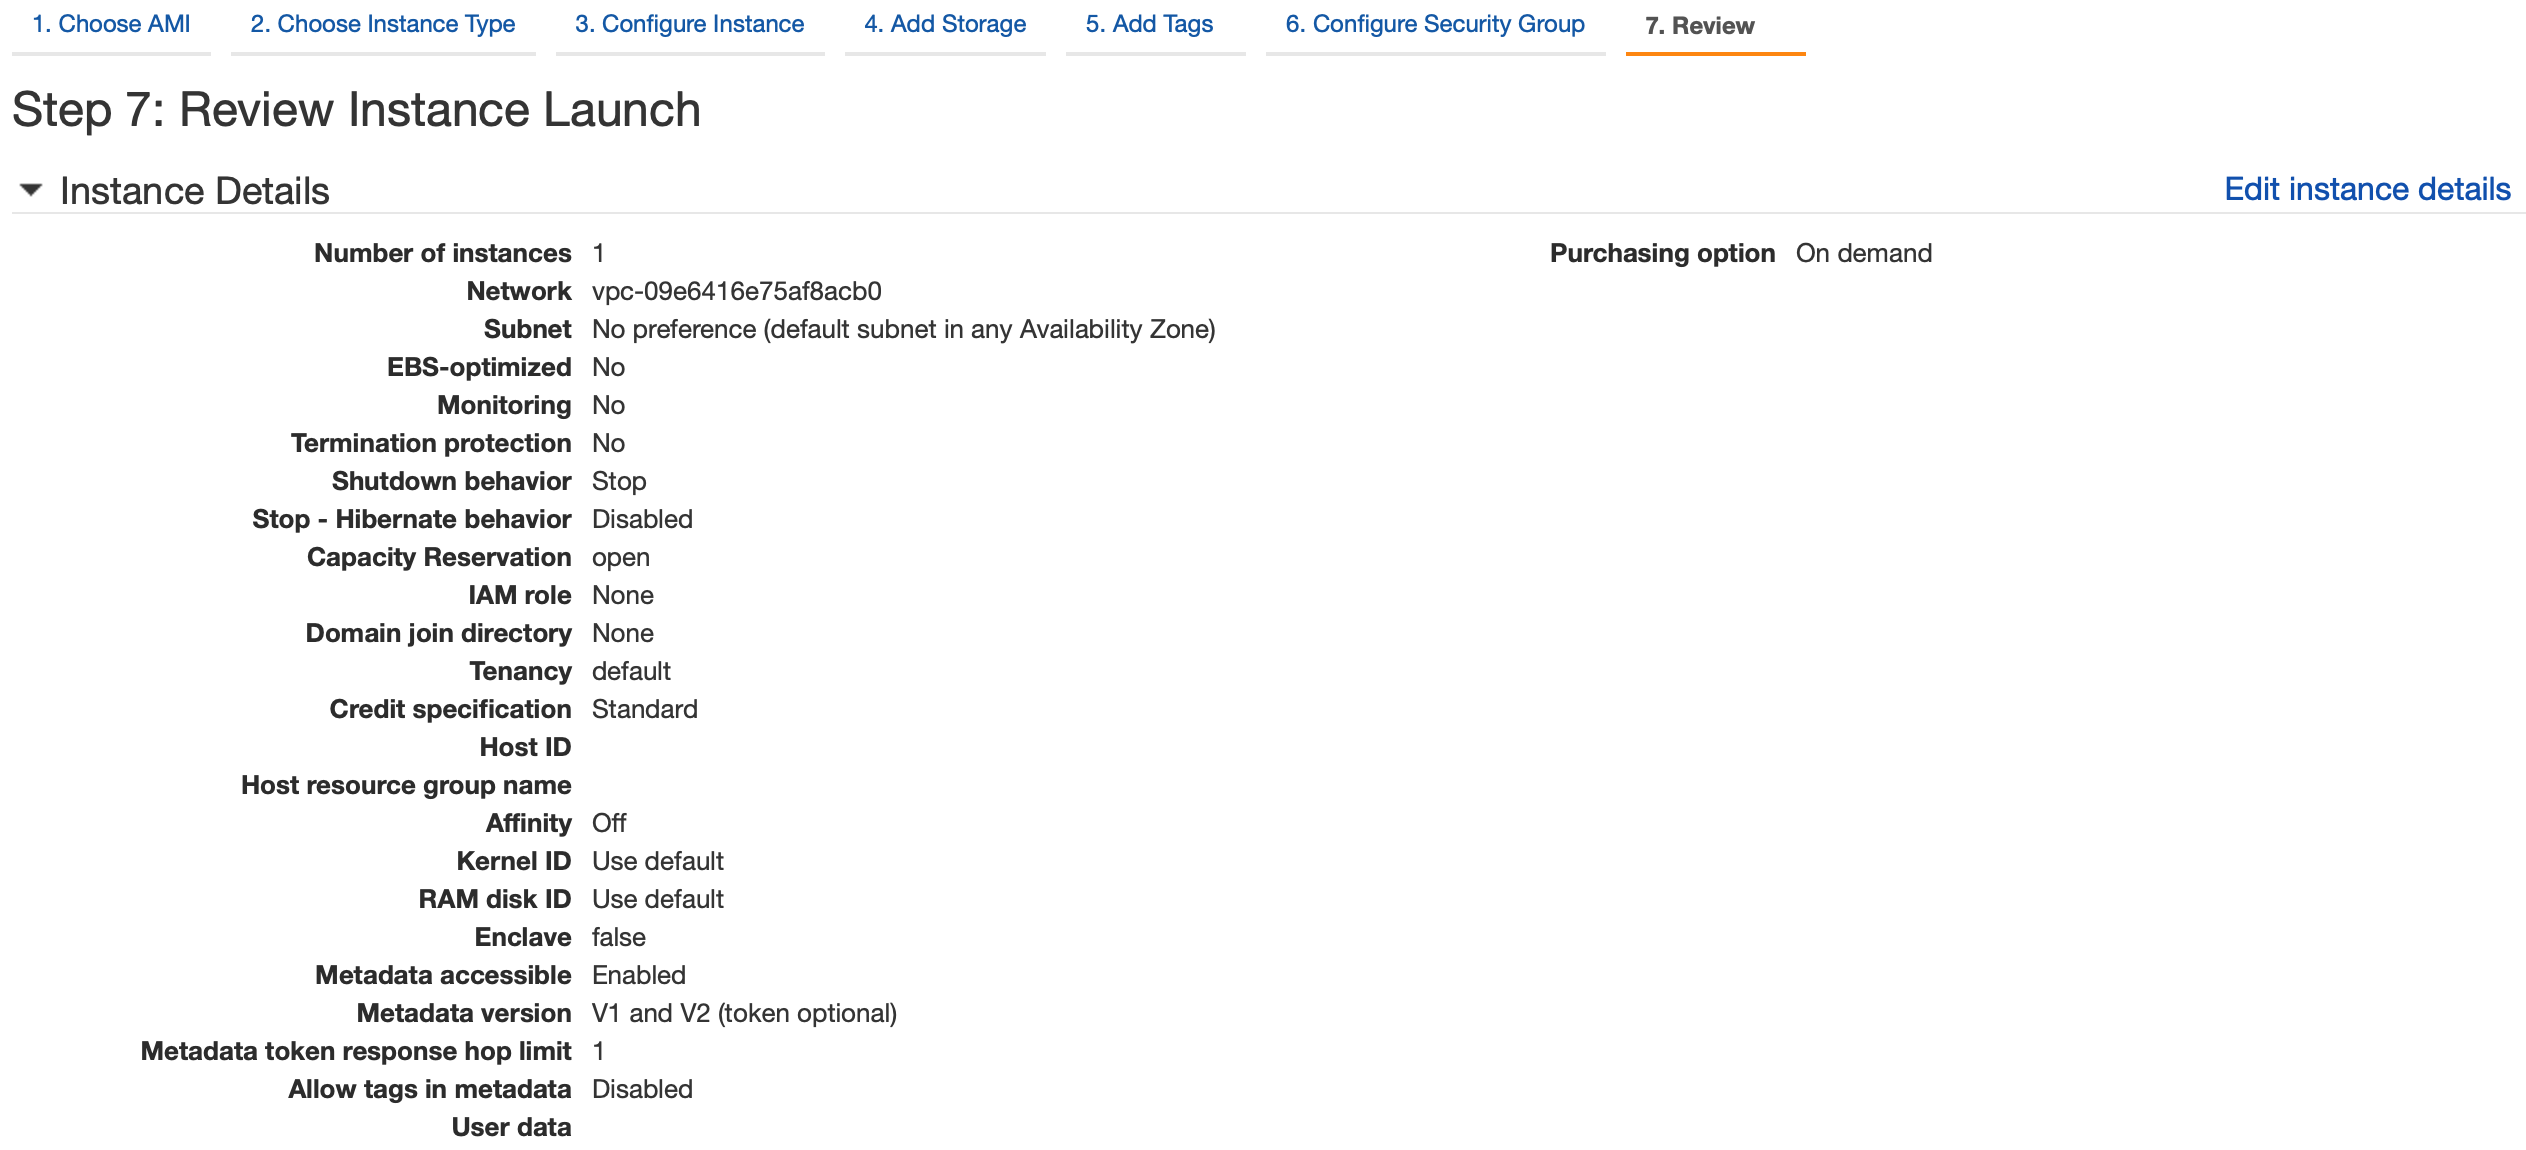 1. Choose AMI 2. Choose Instance Type 3. Configure Instance 4. Add Storage 5. Add Tags 6. Configure Security Group 7. Review
Step 7: Review Instance Launch
Instance Details Edit instance details
Number of instances 1 Purchasing option On demand
Network vpc-09e6416e75af8acb0
Subnet No preference (default subnet in any Availability Zone)
EBS-optimized No
Monitoring No
Termination protection No
Shutdown behavior Stop
Stop - Hibernate behavior Disabled
Capacity Reservation open
IAM role None
Domain join directory None
Tenancy default
Credit specification Standard
Host ID
Host resource group name
Affinity Off
Kernel ID Use default
RAM disk ID Use default
Enclave false
Metadata accessible Enabled
Metadata version V1 and V2 (token optional)
Metadata token response hop limit 1
Allow tags in metadata Disabled
User data